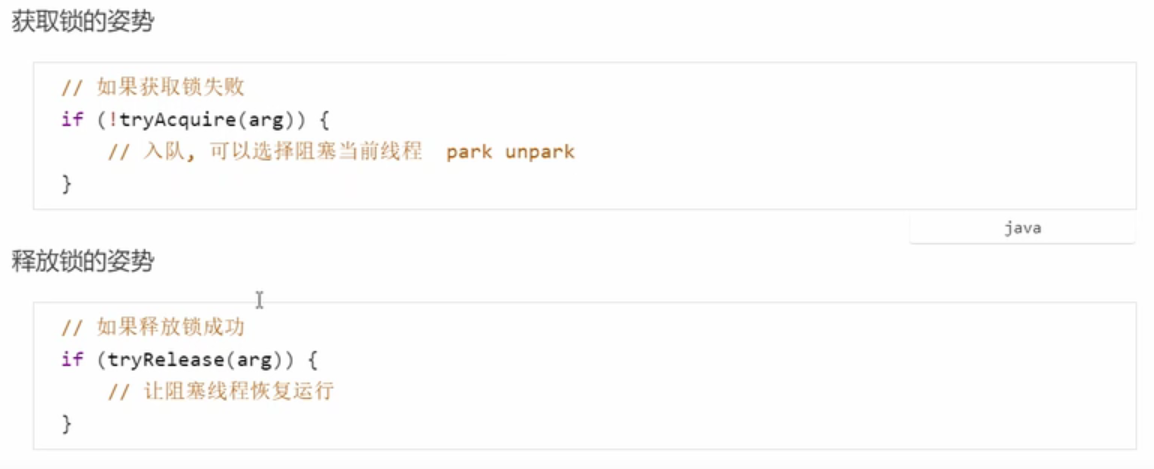 获取锁的姿势
// 如果获取锁失败
if (!tryAcquire(arg)) {
// 入队, 可以选择阻塞当前线程 park unpark
}
java
释放锁的姿势
// 如果释放锁成功
if (tryRelease(arg)) {
// 让阻塞线程恢复运行
}